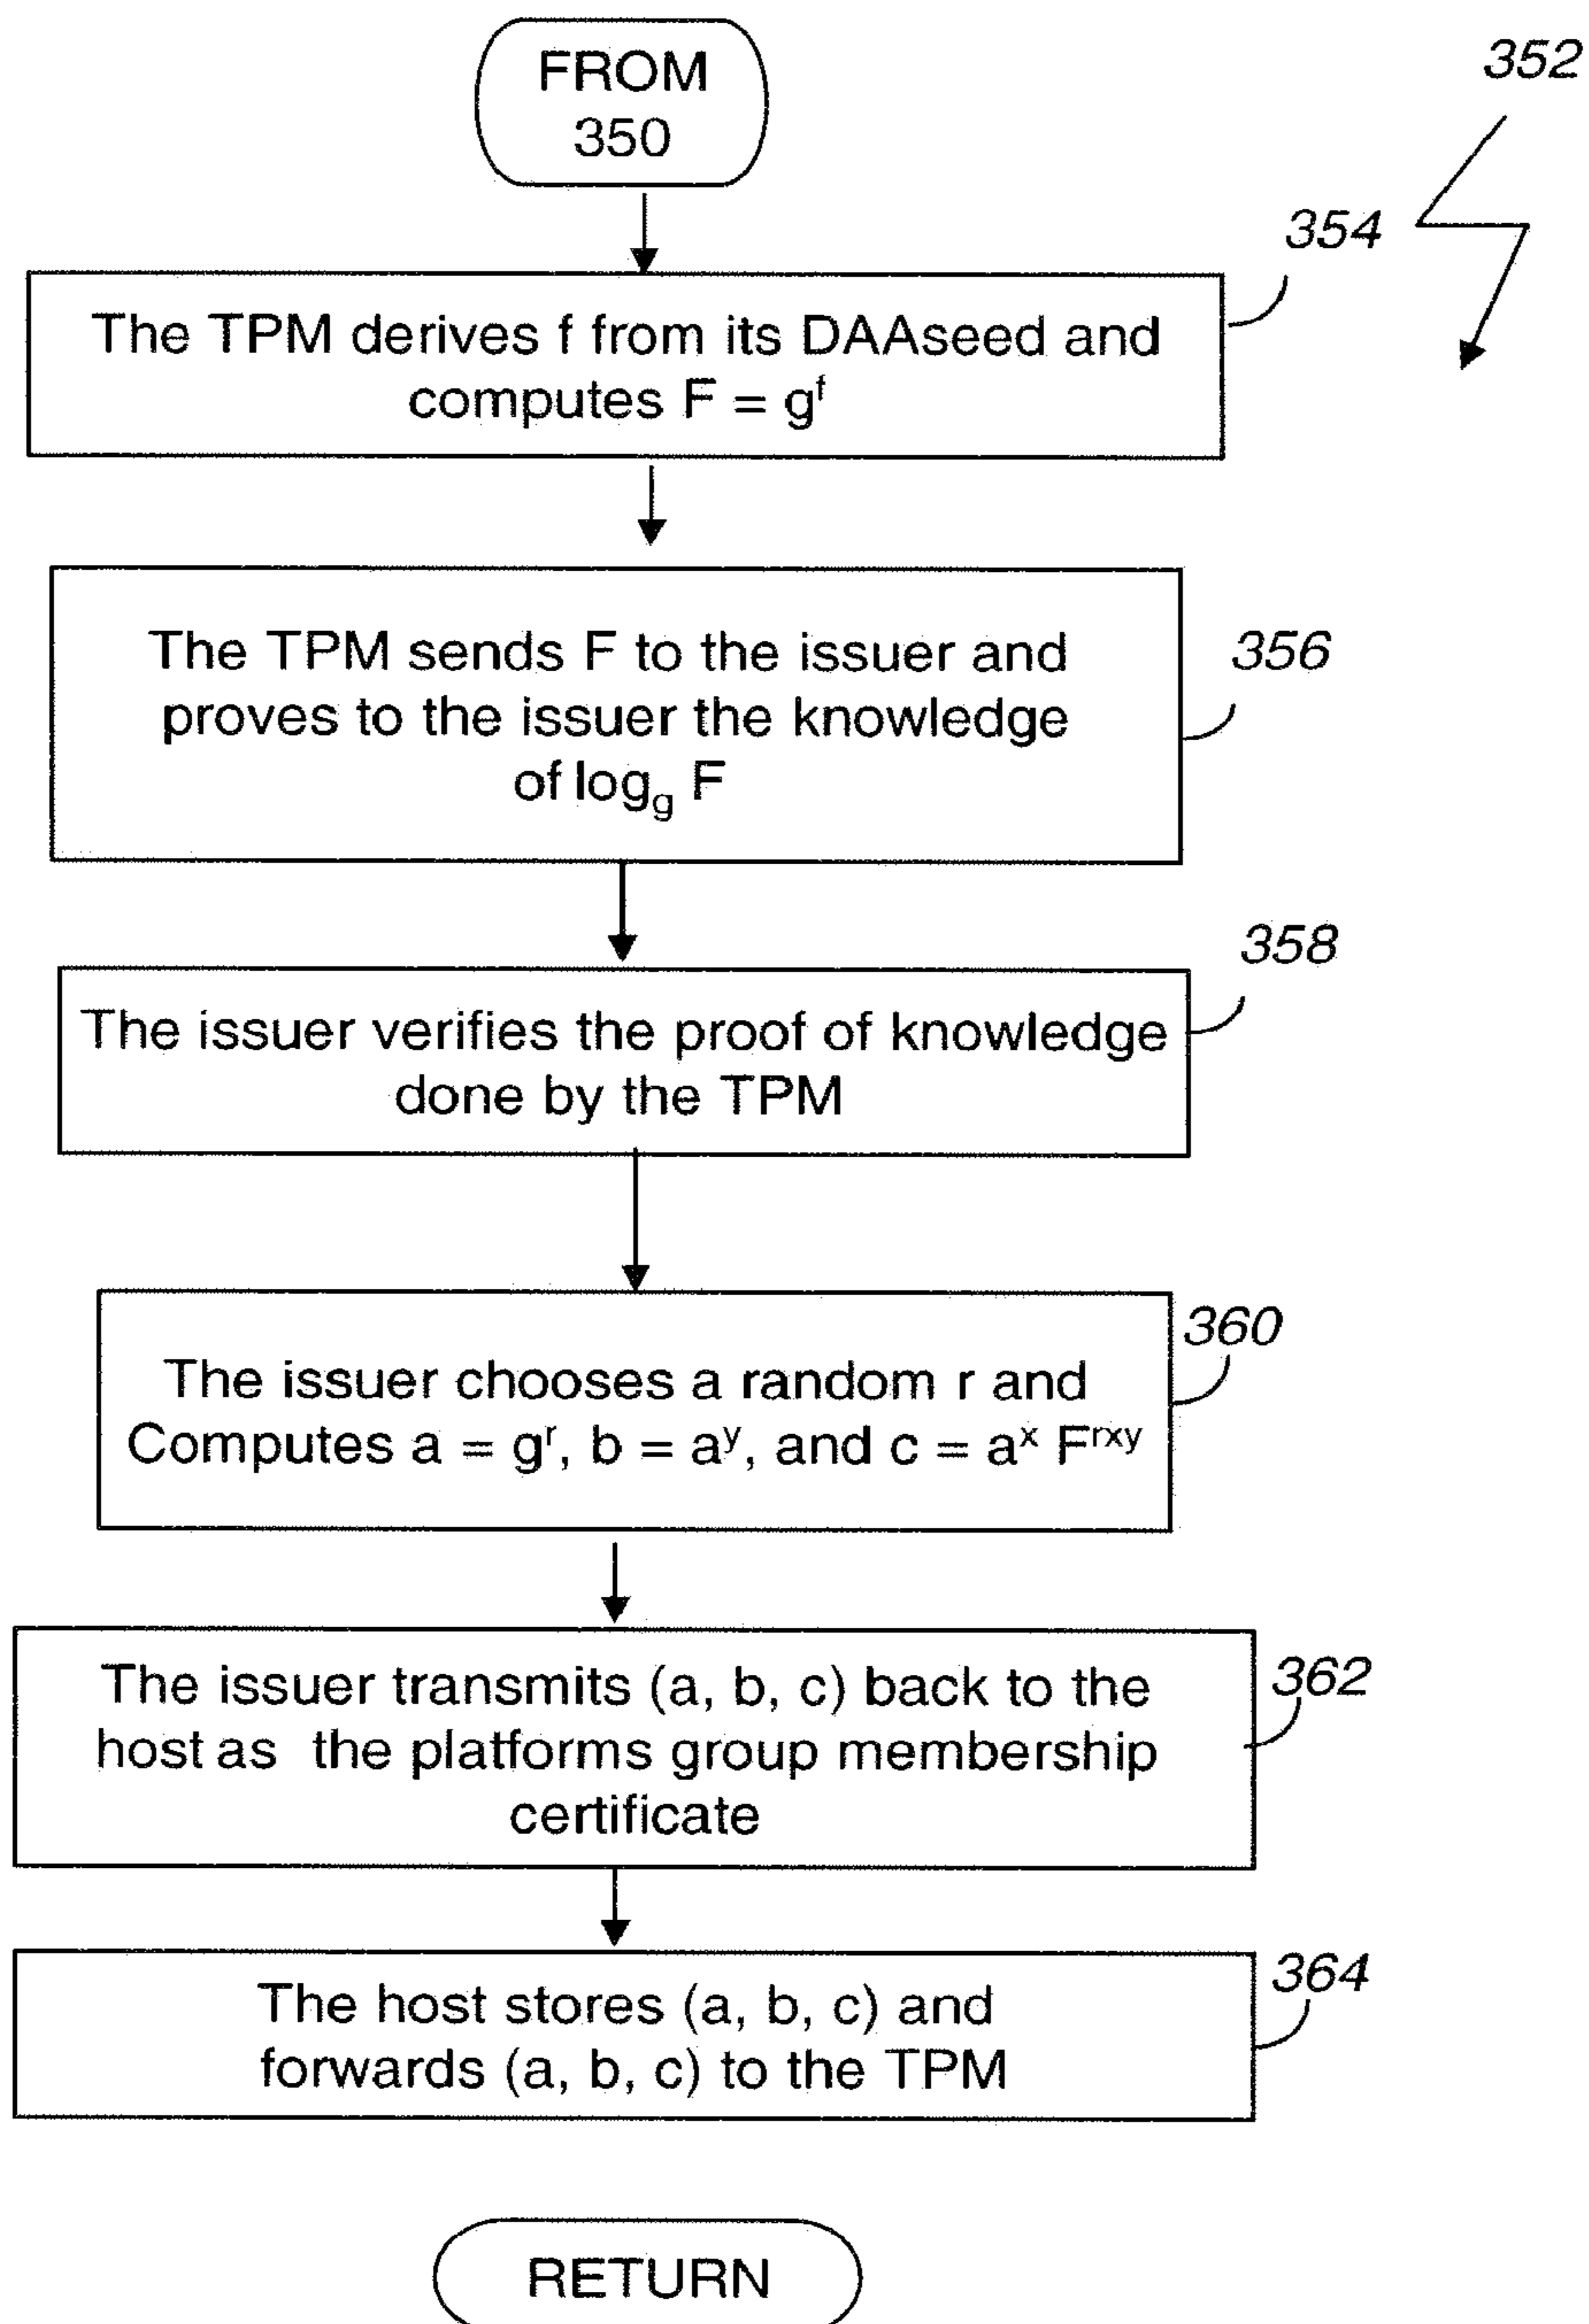 FROM
350
352
354
The TPM derives f from its DAAseed and
computes F = gᶠ
The TPM sends F to the issuer and
proves to the issuer the knowledge
of log_g F
356
358
The issuer verifies the proof of knowledge
done by the TPM
360
The issuer chooses a random r and
Computes a = gʳ, b = aʸ, and c = aˣ Fʳˣʸ
The issuer transmits (a, b, c) back to the
host as the platforms group membership
certificate
362
364
The host stores (a, b, c) and
forwards (a, b, c) to the TPM
RETURN